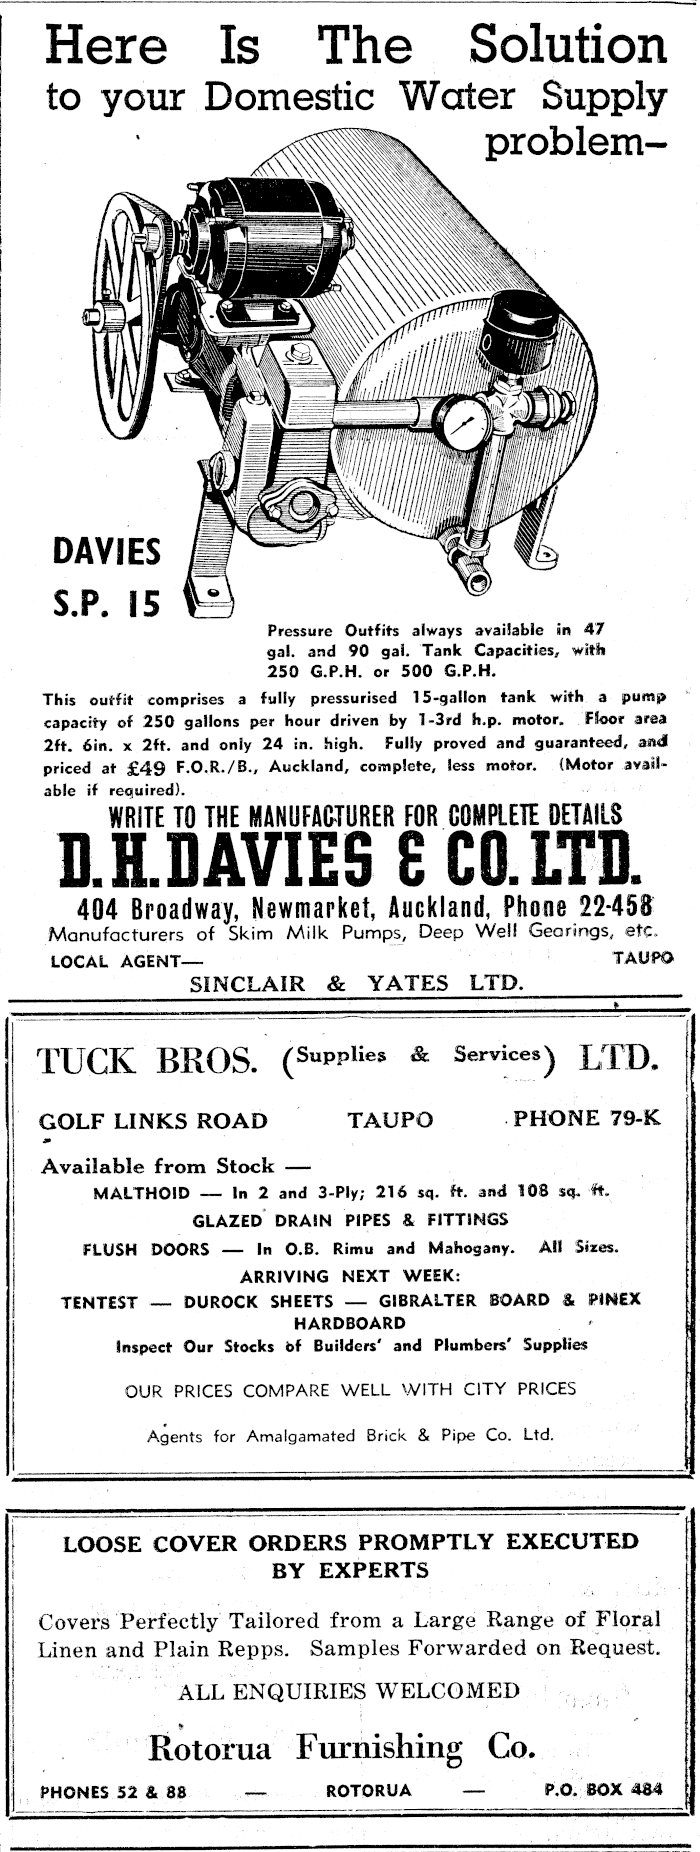 Here Is The Solution
to your Domestic Water Supply
problem—
DAVIES
S.P. 15
Pressure Outfits always available in 47
gal. and 90 gal. Tank Capacities, with
250 G.P.H. or 500 G.P.H.
This outfit comprises a fully pressurised 15-gallon tank with a pump
capacity of 250 gallons per hour driven by 1-3rd h.p. motor. Floor area
2ft. 6in. x 2ft. and only 24 in. high. Fully proved and guaranteed, and
priced at £49 F.O.R./B., Auckland, complete, less motor. (Motor avail-
able if required).
WRITE TO THE MANUFACTURER FOR COMPLETE DETAILS
D.H. DAVIES & CO. LTD.
404 Broadway, Newmarket, Auckland, Phone 22-458
Manufacturers of Skim Milk Pumps, Deep Well Gearings, etc.
LOCAL AGENT— TAUPO
SINCLAIR & YATES LTD.
TUCK BROS. (Supplies & Services) LTD.
GOLF LINKS ROAD TAUPO PHONE 79-K
Available from Stock —
MALTHOID — In 2 and 3-Ply; 216 sq. ft. and 108 sq. ft.
GLAZED DRAIN PIPES & FITTINGS
FLUSH DOORS — In O.B. Rimu and Mahogany. All Sizes.
ARRIVING NEXT WEEK:
TENTEST — DUROCK SHEETS — GIBRALTER BOARD & PINEX
HARDBOARD
Inspect Our Stocks of Builders' and Plumbers' Supplies
OUR PRICES COMPARE WELL WITH CITY PRICES
Agents for Amalgamated Brick & Pipe Co. Ltd.
LOOSE COVER ORDERS PROMPTLY EXECUTED
BY EXPERTS
Covers Perfectly Tailored from a Large Range of Floral
Linen and Plain Repps. Samples Forwarded on Request.
ALL ENQUIRIES WELCOMED
Rotorua Furnishing Co.
PHONES 52 & 88 — ROTORUA — P.O. BOX 484